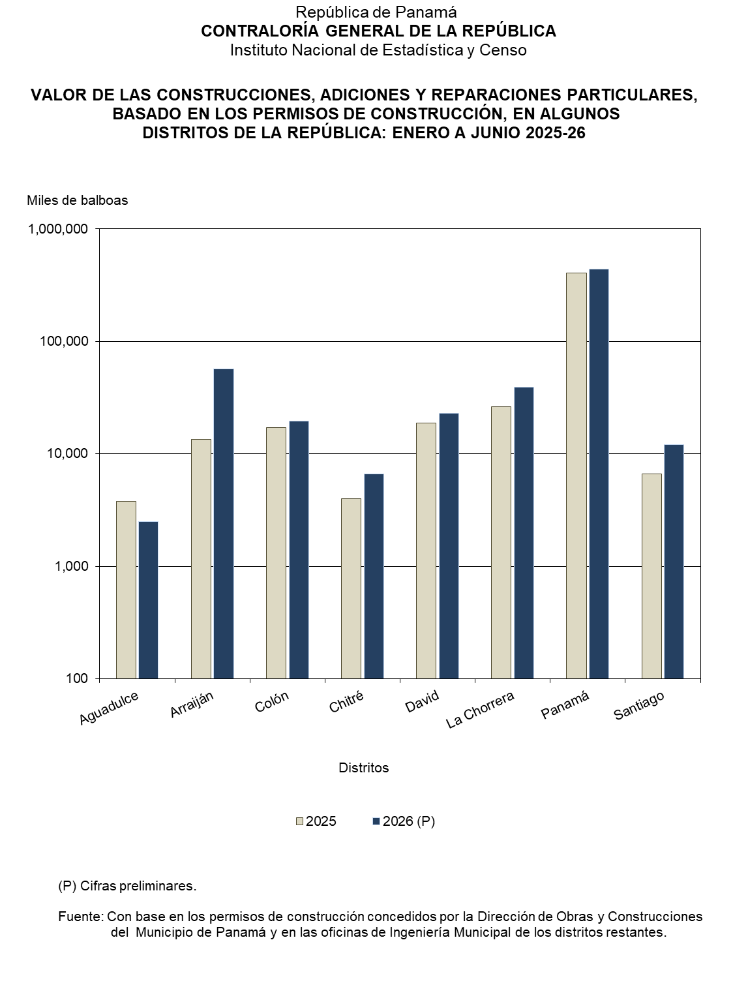 República de Panamá
CONTRALORÍA GENERAL DE LA REPÚBLICA
Instituto Nacional de Estadística y Censo
VALOR DE LAS CONSTRUCCIONES, ADICIONES Y REPARACIONES PARTICULARES,
BASADO EN LOS PERMISOS DE CONSTRUCCIÓN, EN ALGUNOS
DISTRITOS DE LA REPÚBLICA: ENERO A JUNIO 2025-26
Miles de balboas
1,000,000
100,000
10,000
1,000
100
Aguadulce
Arraiján
Colón
Chitré
David
La Chorrera
Panamá
Santiago
Distritos
2025
2026 (P)
(P) Cifras preliminares.
Fuente: Con base en los permisos de construcción concedidos por la Dirección de Obras y Construcciones
del Municipio de Panamá y en las oficinas de Ingeniería Municipal de los distritos restantes.